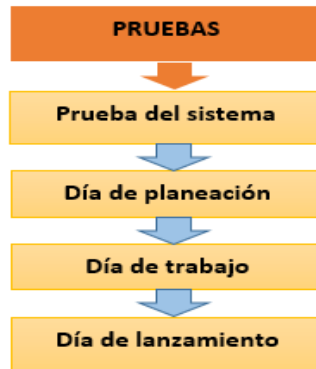 PRUEBAS
Prueba del sistema
Día de planeación
Día de trabajo
Día de lanzamiento